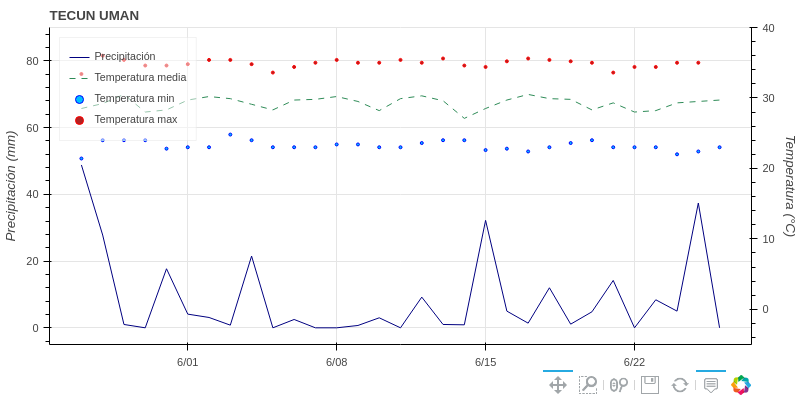 TECUN UMAN
Precipitación
Temperatura media
Temperatura min
Temperatura max
Precipitación (mm)
80
60
40
20
0
Temperatura (°C)
40
30
20
10
0
6/01
6/08
6/15
6/22